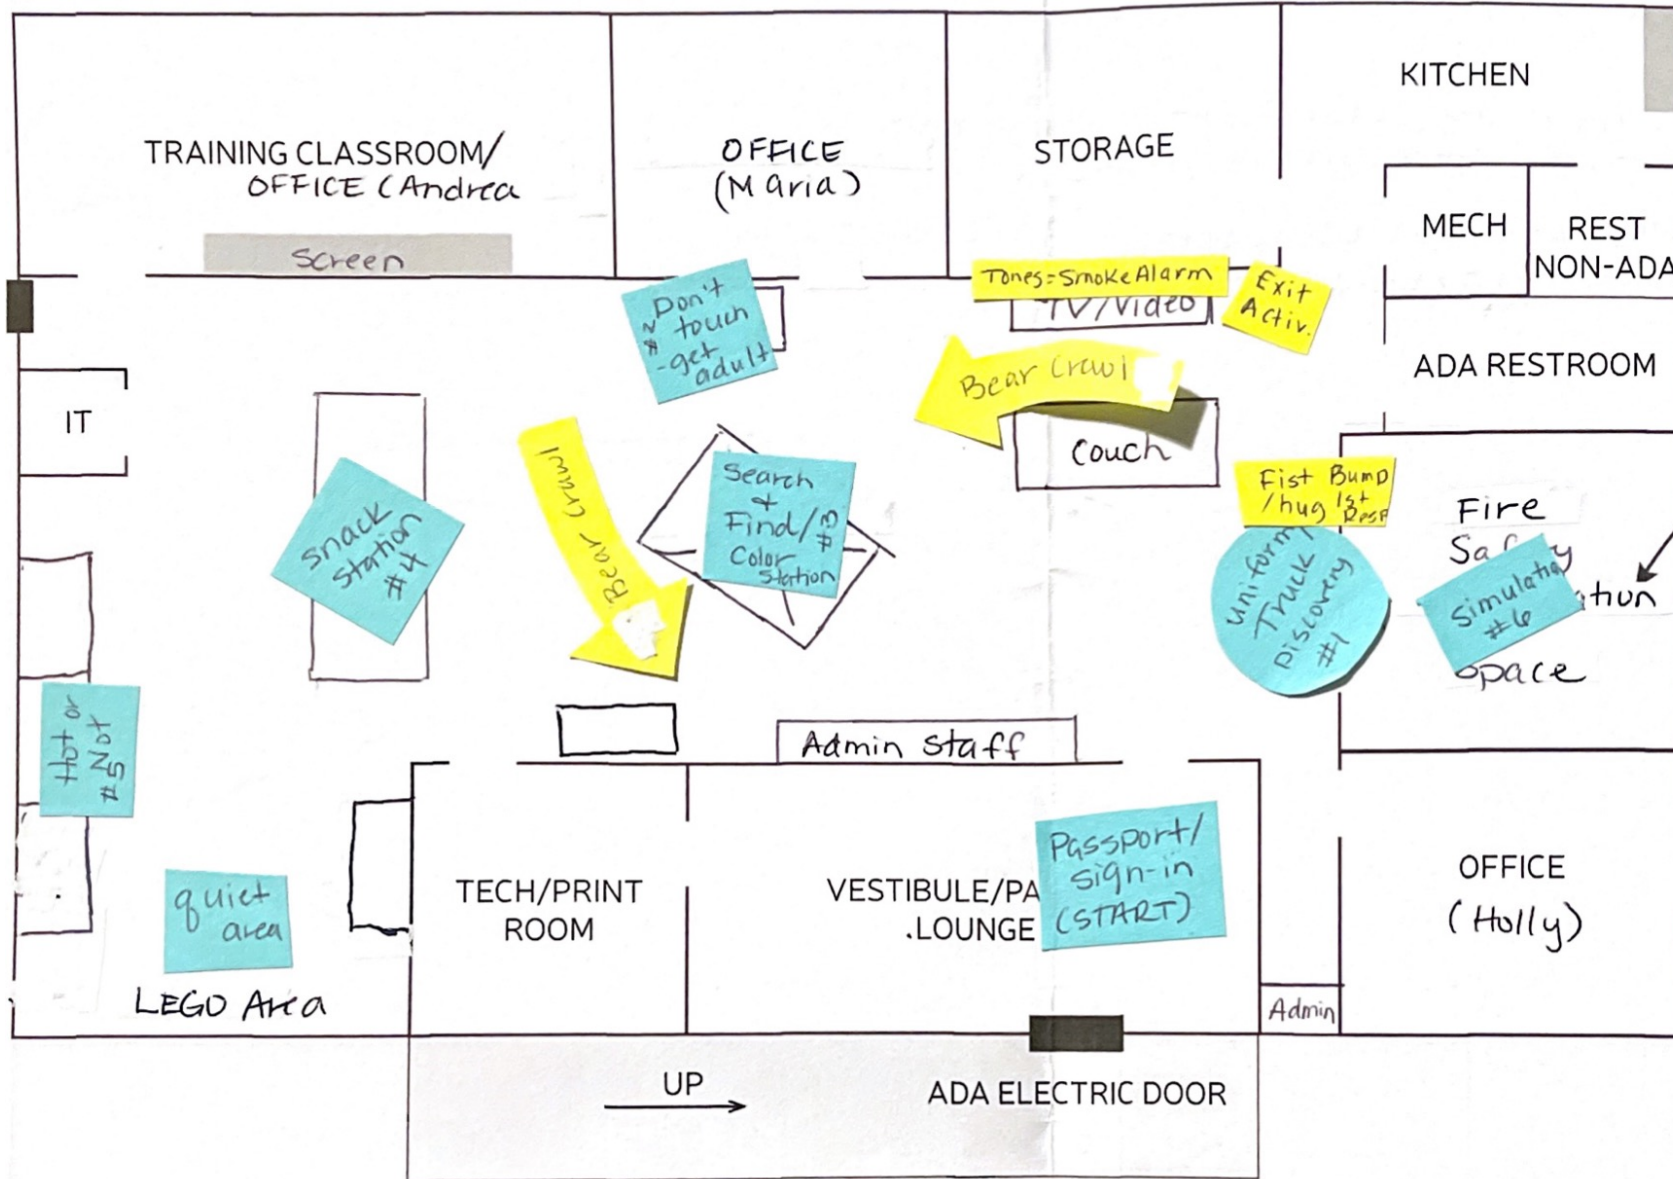 TRAINING CLASSROOM/
OFFICE (Andrea
Screen
OFFICE
(Maria)
STORAGE
KITCHEN
MECH
REST
NON-ADA
ADA RESTROOM
Tones=Smoke Alarm
TV/Video
Exit
Activ.
Don't
touch
-get
adult
Bear Crawl
Couch
IT
Snack
Station
#4
Bear Crawl
Bear Crawl
Search
+
Find/#3
Color
Station
Fist Bump
/hug 1st
Resp
Uniform/
Truck
Discovery
#1
Fire
Safety
Simulation
#6
Space
Hot or
Not
#5
Admin Staff
Passport/
sign-in
(START)
TECH/PRINT
ROOM
VESTIBULE/PA
.LOUNGE
OFFICE
(Holly)
quiet
area
LEGO Area
Admin
UP
ADA ELECTRIC DOOR